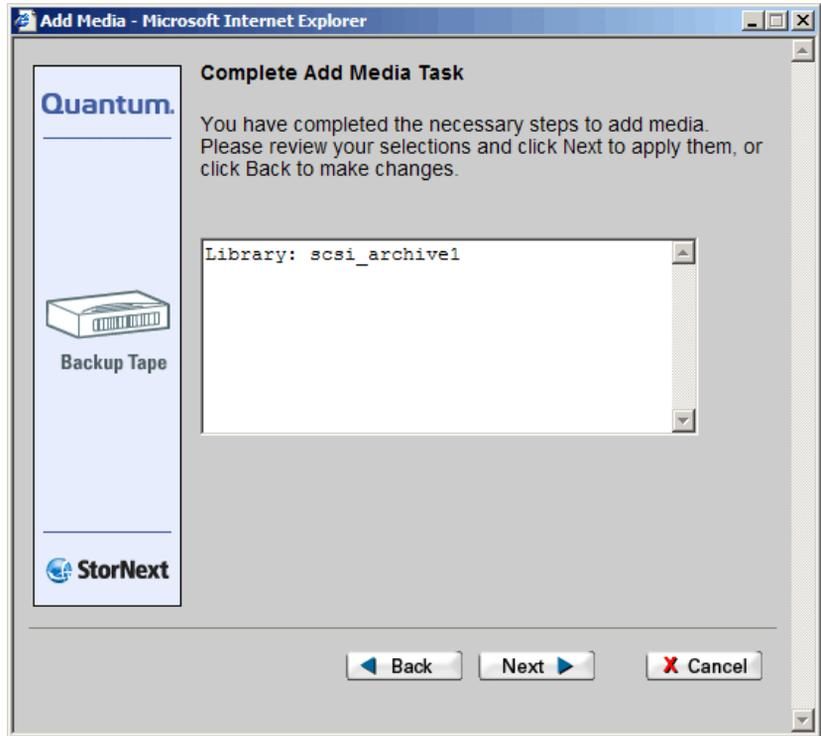 Add Media - Microsoft Internet Explorer
Quantum.
Complete Add Media Task
You have completed the necessary steps to add media.
Please review your selections and click Next to apply them, or
click Back to make changes.
Library: scsi_archive1
Backup Tape
StorNext
Back
Next
X Cancel